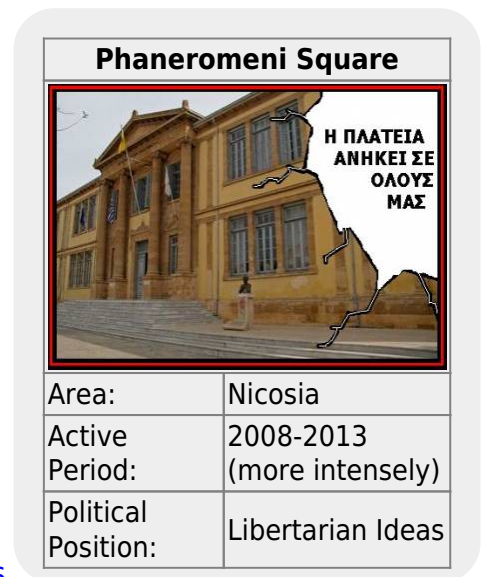 Phaneromeni Square
Η ΠΛΑΤΕΙΑ
ΑΝΗΚΕΙ ΣΕ
ΟΛΟΥΣ
ΜΑΣ
Area: Nicosia
Active Period: 2008-2013 (more intensely)
Political Position: Libertarian Ideas